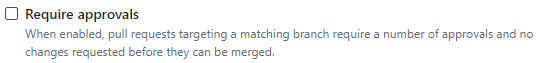 Require approvals
When enabled, pull requests targeting a matching branch require a number of approvals and no
changes requested before they can be merged.